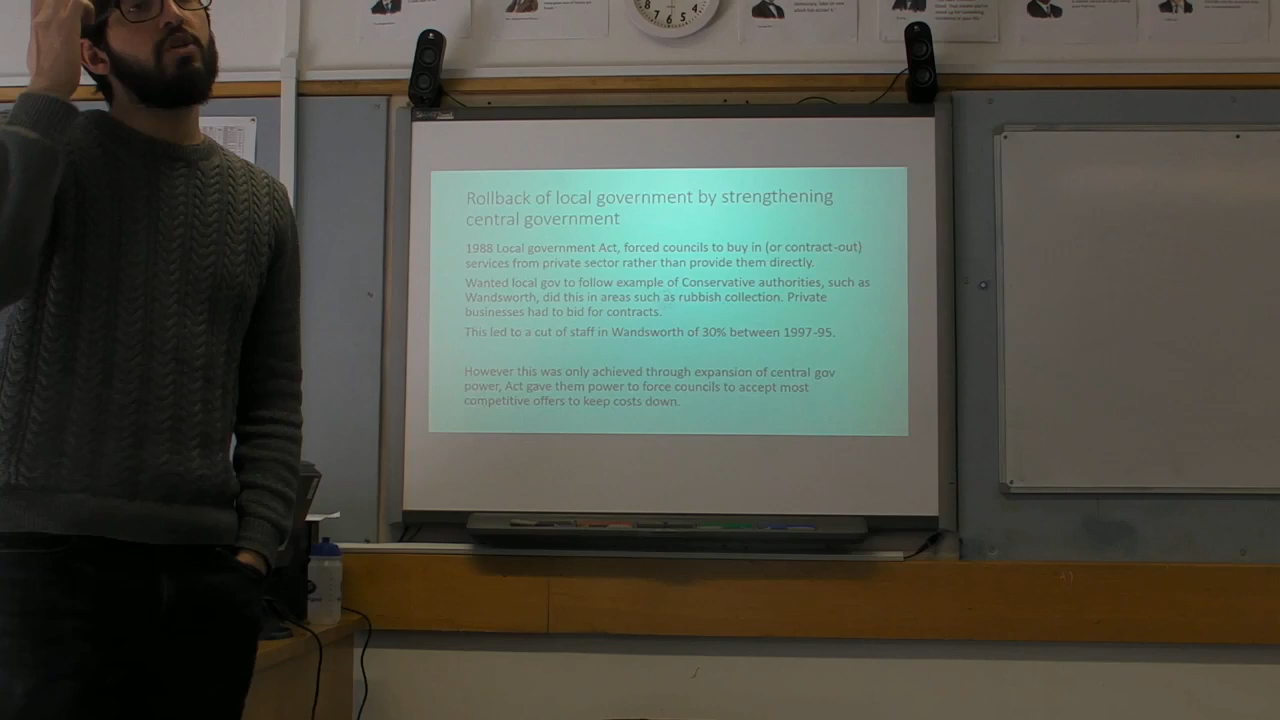 8 7 6 5 4
Rollback of local government by strengthening
central government
1988 Local government Act, forced councils to buy in (or contract-out)
services from private sector rather than provide them directly.
Wanted local gov to follow example of Conservative authorities, such as
Wandsworth, did this in areas such as rubbish collection. Private
businesses had to bid for contracts.
This led to a cut of staff in Wandsworth of 30% between 1997-95.
However this was only achieved through expansion of central gov
power, Act gave them power to force councils to accept most
competitive offers to keep costs down.